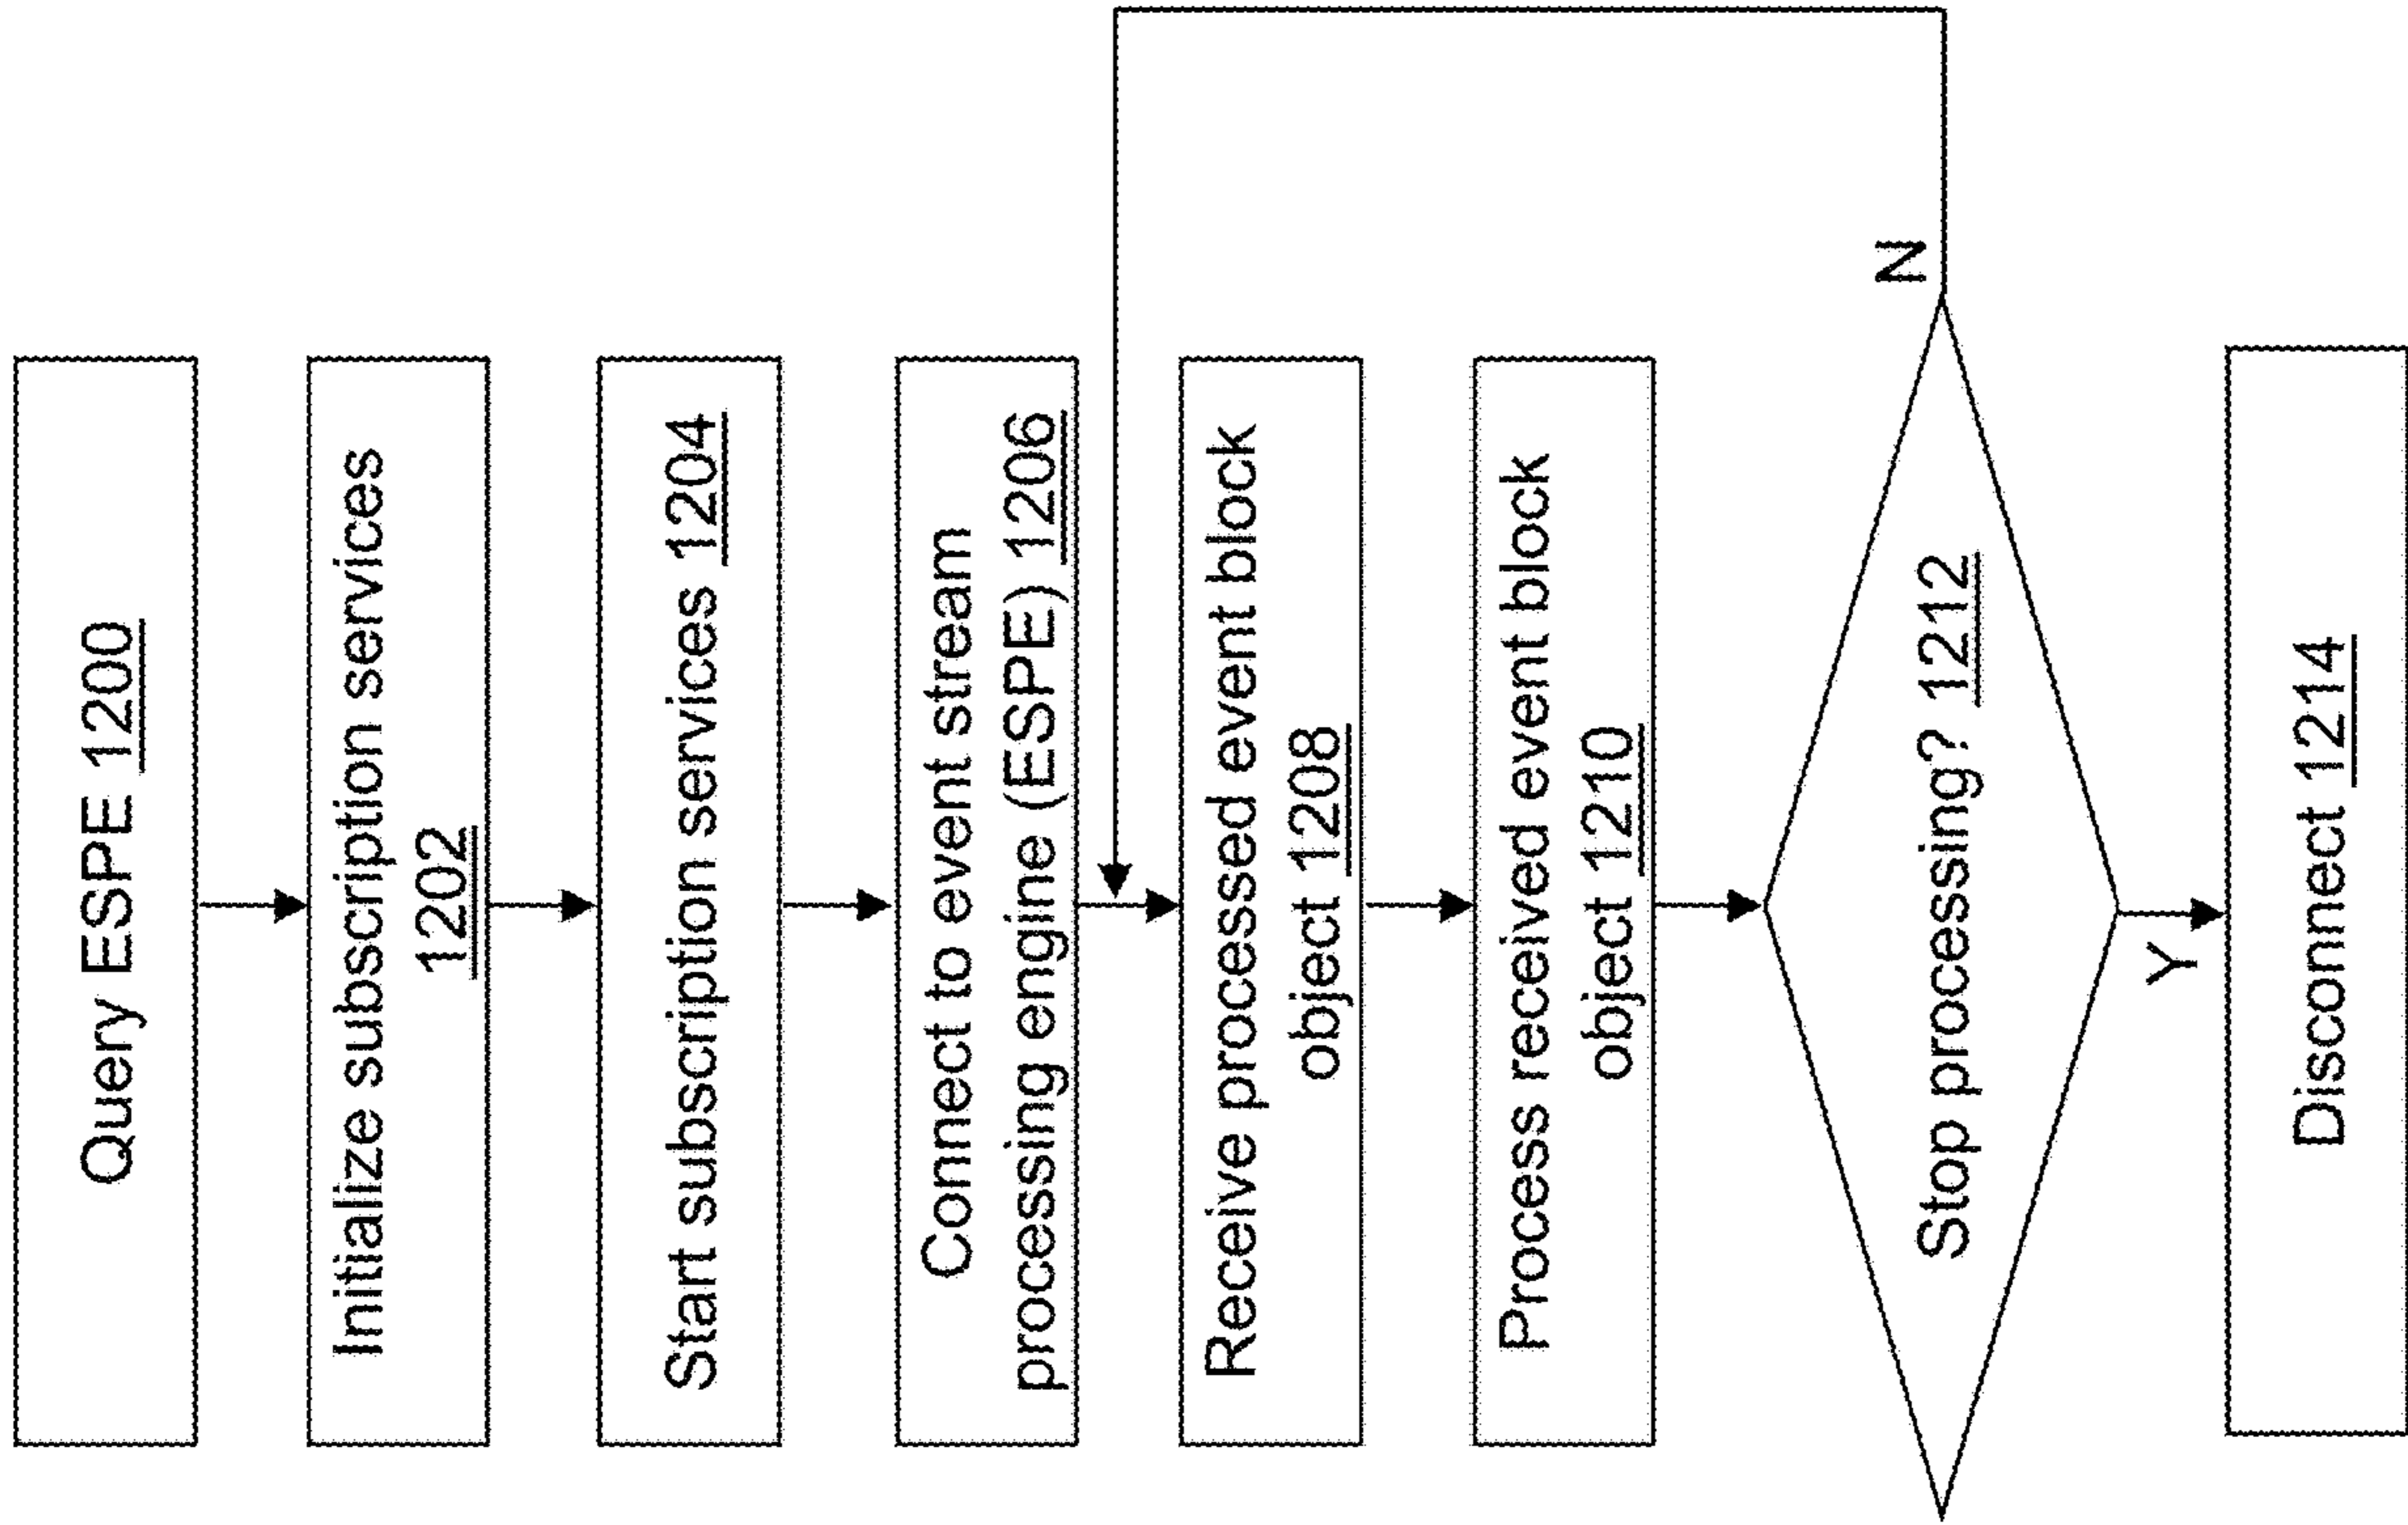 Query ESPE 1200
Initialize subscription services
1202
Start subscription services 1204
Connect to event stream
processing engine (ESPE) 1206
Receive processed event block
object 1208
Process received event block
object 1210
Stop processing? 1212
N
Y
Disconnect 1214